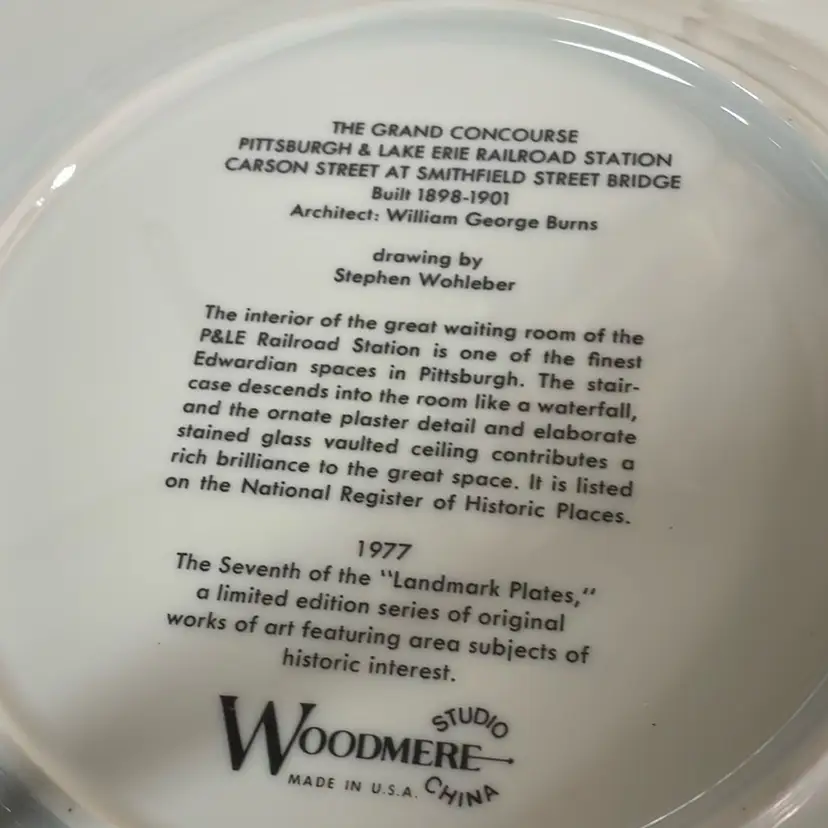 THE GRAND CONCOURSE
PITTSBURGH & LAKE ERIE RAILROAD STATION
CARSON STREET AT SMITHFIELD STREET BRIDGE
Built 1898-1901
Architect: William George Burns
drawing by
Stephen Wohleber
The interior of the great waiting room of the
P&LE Railroad Station is one of the finest
Edwardian spaces in Pittsburgh. The stair-
case descends into the room like a waterfall,
and the ornate plaster detail and elaborate
stained glass vaulted ceiling contributes a
rich brilliance to the great space. It is listed
on the National Register of Historic Places.
1977
The Seventh of the "Landmark Plates,"
a limited edition series of original
works of art featuring area subjects of
historic interest.
WOODMERE STUDIO CHINA
MADE IN U.S.A.